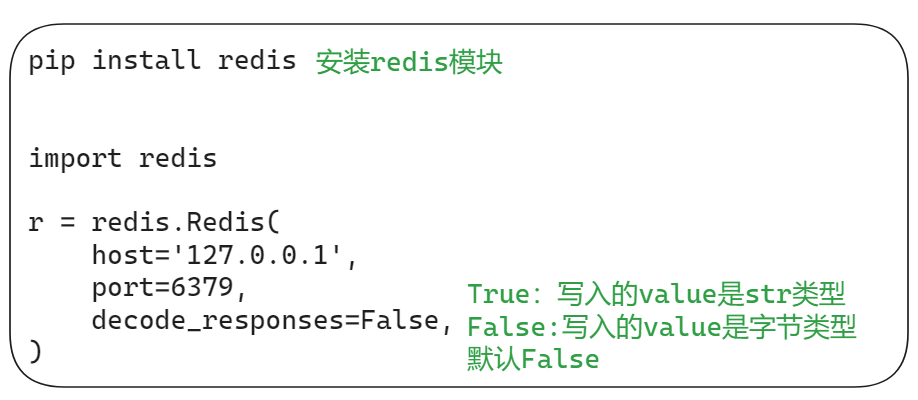 pip install redis 安装redis模块
import redis
r = redis.Redis(
host='127.0.0.1',
port=6379,
True: 写入的value是str类型
decode_responses=False,
False:写入的value是字节类型
)
默认False